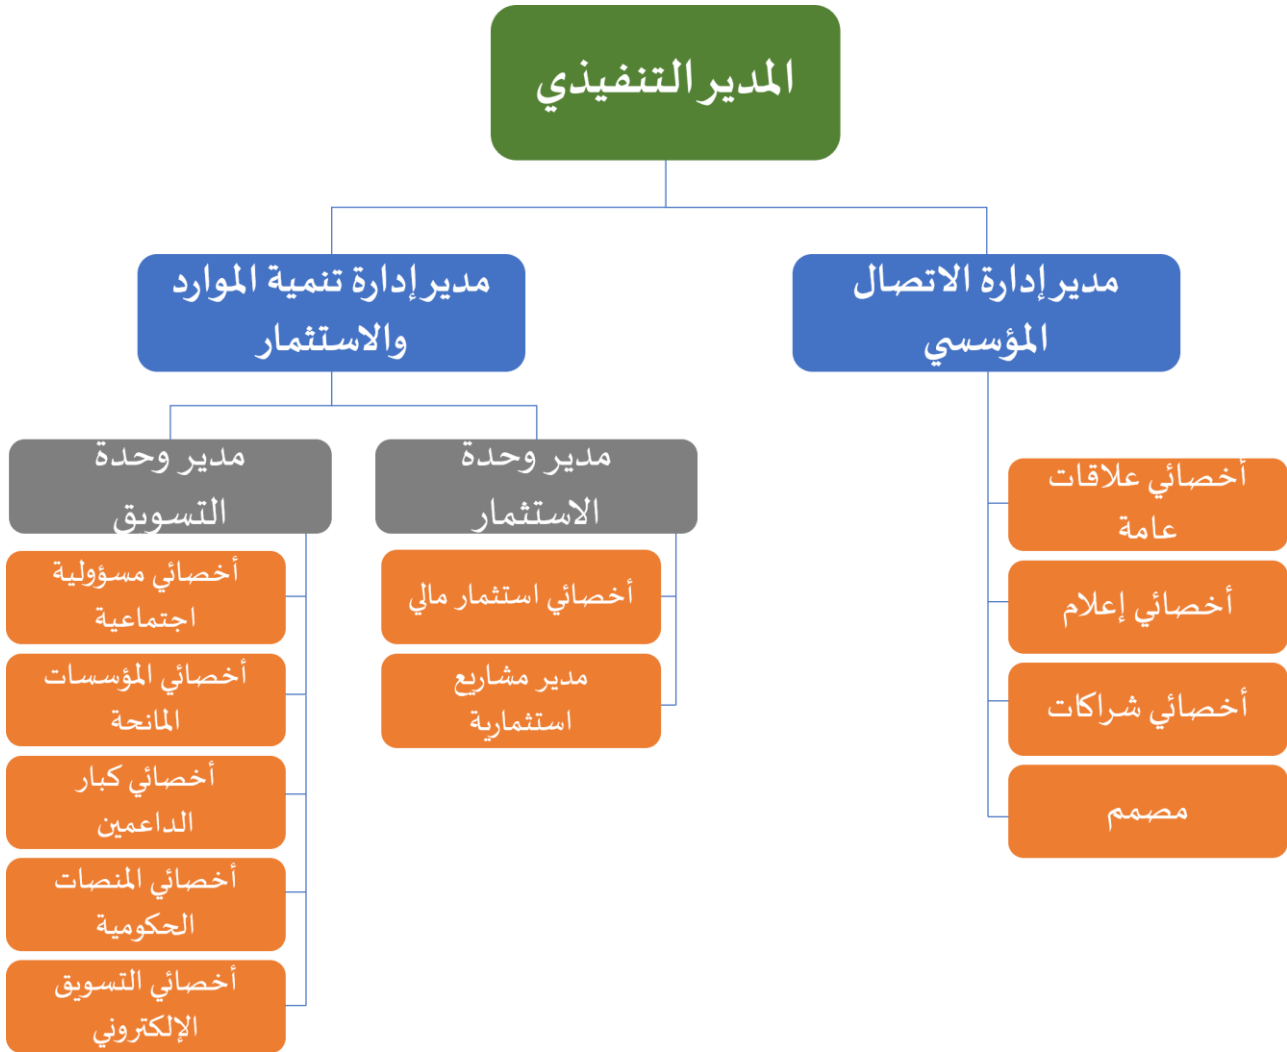 المدير التنفيذي
مدير إدارة الاتصال
المؤسسي
مدير إدارة تنمية الموارد
والاستثمار
أخصائي علاقات
عامة
أخصائي إعلام
أخصائي شراكات
مصمم
مدير وحدة
الاستثمار
أخصائي استثمار مالي
مدير مشاريع
استثمارية
مدير وحدة
التسويق
أخصائي مسؤولية
اجتماعية
أخصائي المؤسسات
المانحة
أخصائي كبار
الداعمين
أخصائي المنصات
الحكومية
أخصائي التسويق
الإلكتروني